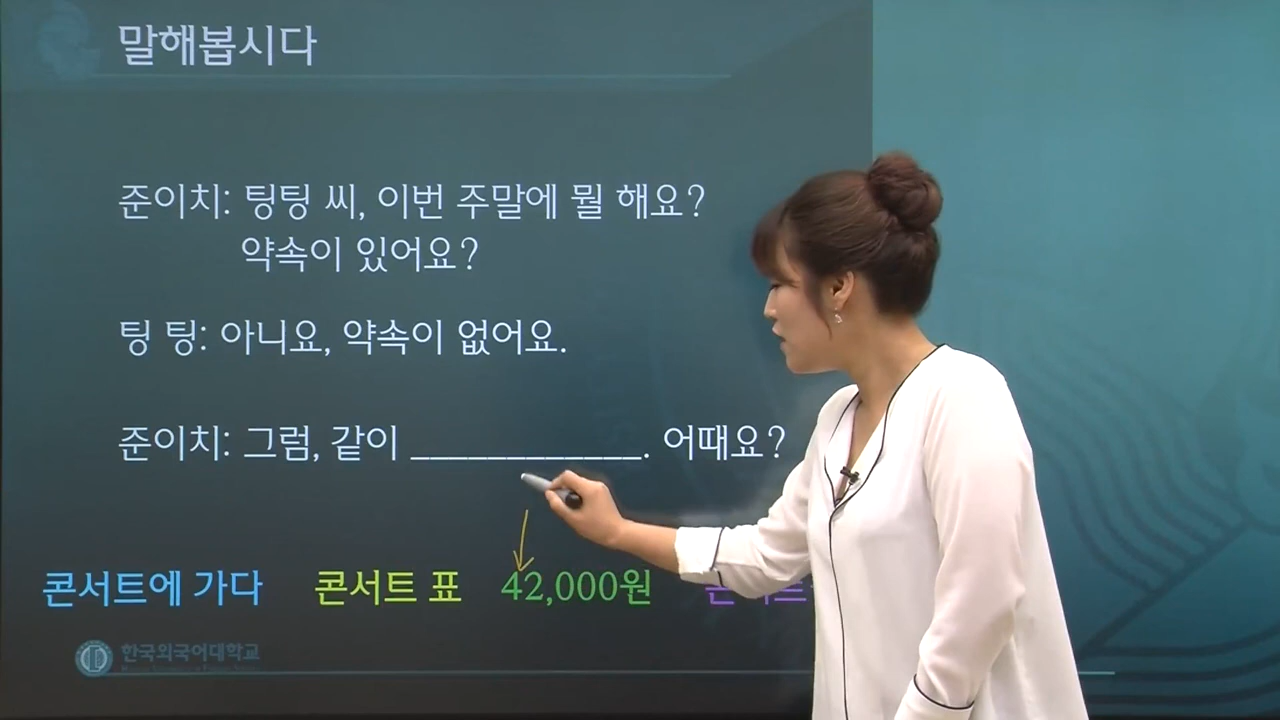 말해봅시다
준이치: 팅팅 씨, 이번 주말에 뭘 해요?
약속이 있어요?
팅 팅: 아니요, 약속이 없어요.
준이치: 그럼, 같이 ____________. 어때요?
콘서트에 가다 콘서트 표 42,000원
한국외국어대학교